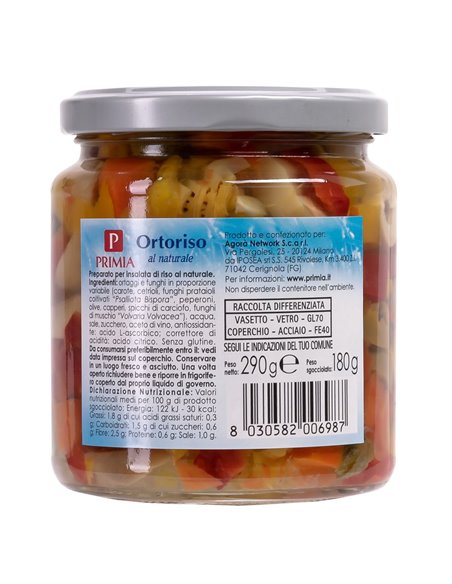 P
PRIMIA
Ortoriso
al naturale
Preparato per insalata di riso al naturale.
Ingredienti: ortaggi e funghi in proporzione
variabile (carote, cetrioli, funghi prataioli
coltivati "Psalliota Bispora", peperoni,
olive, capperi, spicchi di carciofo, funghi
di muschio "Volvaria Volvacea"), acqua,
sale, zucchero, aceto di vino, antiossidan-
te: acido L-ascorbico; correttore di
acidità: acido citrico. Senza glutine.
Da consumarsi preferibilmente entro il: vedi
data impressa sul coperchio. Conservare in
un luogo fresco e asciutto. Una volta
aperto richiudere bene e riporre in frigorife-
ro coperto dal proprio liquido di governo.
Dichiarazione Nutrizionale: Valori
nutrizionali medi per 100 g di prodotto
sgocciolato: Energia: 122 kJ - 30 kcal;
Grassi: 1,8 g di cui acidi grassi saturi: 0,3
g; Carboidrati: 1,5 g di cui zuccheri: 0,6
g; Fibre: 2,5 g; Proteine: 0,6 g; Sale: 1,0 g.
Prodotto e confezionato per:
Agorà Network S.c.a r.l.
Via Pergolesi, 25 - 20124 Milano
da IPOSEA srl S.S. 545 Rivolese, Km 3,400
71042 Cerignola (FG)
www.primia.it
Non disperdere il contenitore nell'ambiente.
RACCOLTA DIFFERENZIATA
VASETTO - VETRO - GL70
COPERCHIO - ACCIAIO - FE40
SEGUI LE INDICAZIONI DEL TUO COMUNE
Peso netto: 290g e Peso sgocciolato: 180g
8 030582 006987